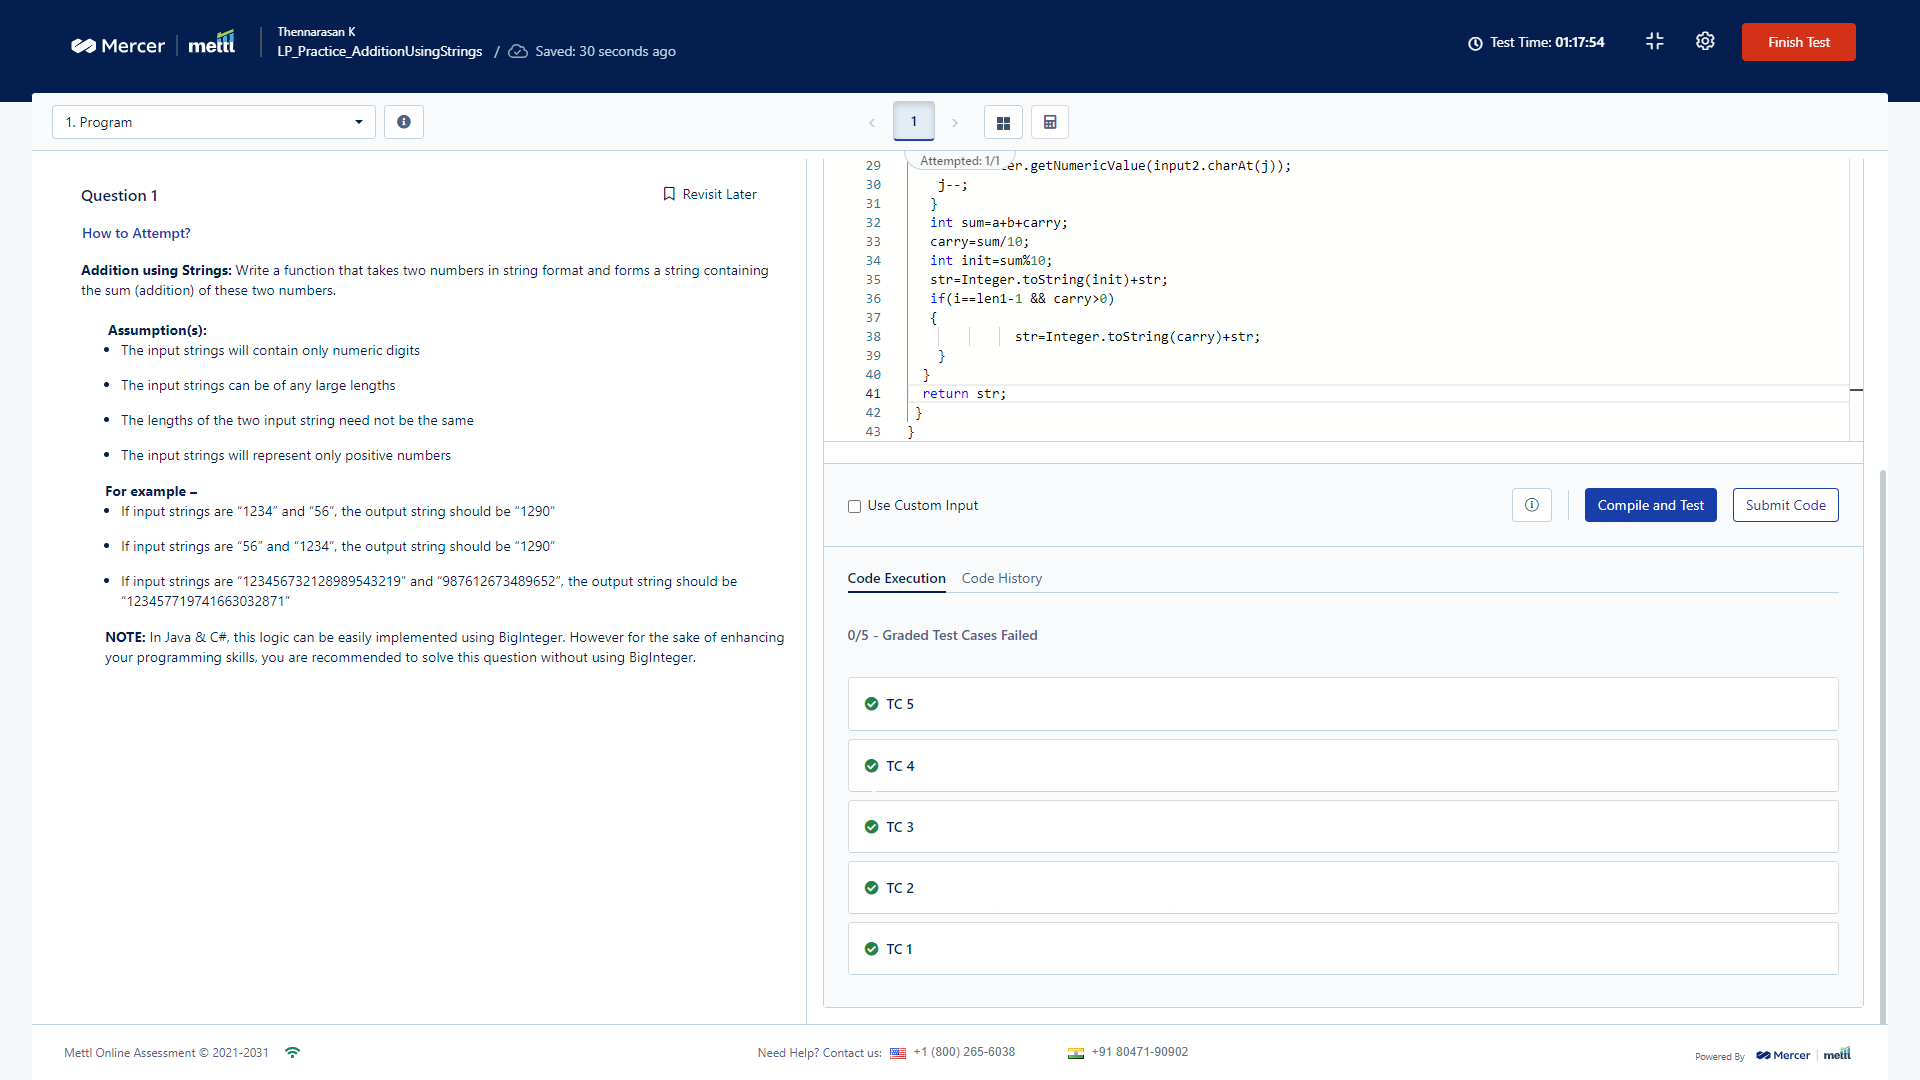 Mercer | mettl
Thennarasan K
LP_Practice_AdditionUsingStrings / Saved: 30 seconds ago
Test Time: 01:17:54
Finish Test
1. Program
1
Attempted: 1/1
Question 1
Revisit Later
How to Attempt?
Addition using Strings: Write a function that takes two numbers in string format and forms a string containing
the sum (addition) of these two numbers.
Assumption(s):
• The input strings will contain only numeric digits
• The input strings can be of any large lengths
• The lengths of the two input string need not be the same
• The input strings will represent only positive numbers
For example –
• If input strings are “1234” and “56”, the output string should be “1290”
• If input strings are “56” and “1234”, the output string should be “1290”
• If input strings are “123456732128989543219” and “987612673489652”, the output string should be
“123457719741663032871”
NOTE: In Java & C#, this logic can be easily implemented using BigInteger. However for the sake of enhancing
your programming skills, you are recommended to solve this question without using BigInteger.
29 er.getNumericValue(input2.charAt(j));
30 j--;
31 }
32 int sum=a+b+carry;
33 carry=sum/10;
34 int init=sum%10;
35 str=Integer.toString(init)+str;
36 if(i==len1-1 && carry>0)
37 {
38 str=Integer.toString(carry)+str;
39 }
40 }
41 return str;
42 }
43 }
Use Custom Input
Compile and Test
Submit Code
Code Execution
Code History
0/5 - Graded Test Cases Failed
TC 5
TC 4
TC 3
TC 2
TC 1
Mettl Online Assessment © 2021-2031
Need Help? Contact us: +1 (800) 265-6038
+91 80471-90902
Powered By Mercer | mettl